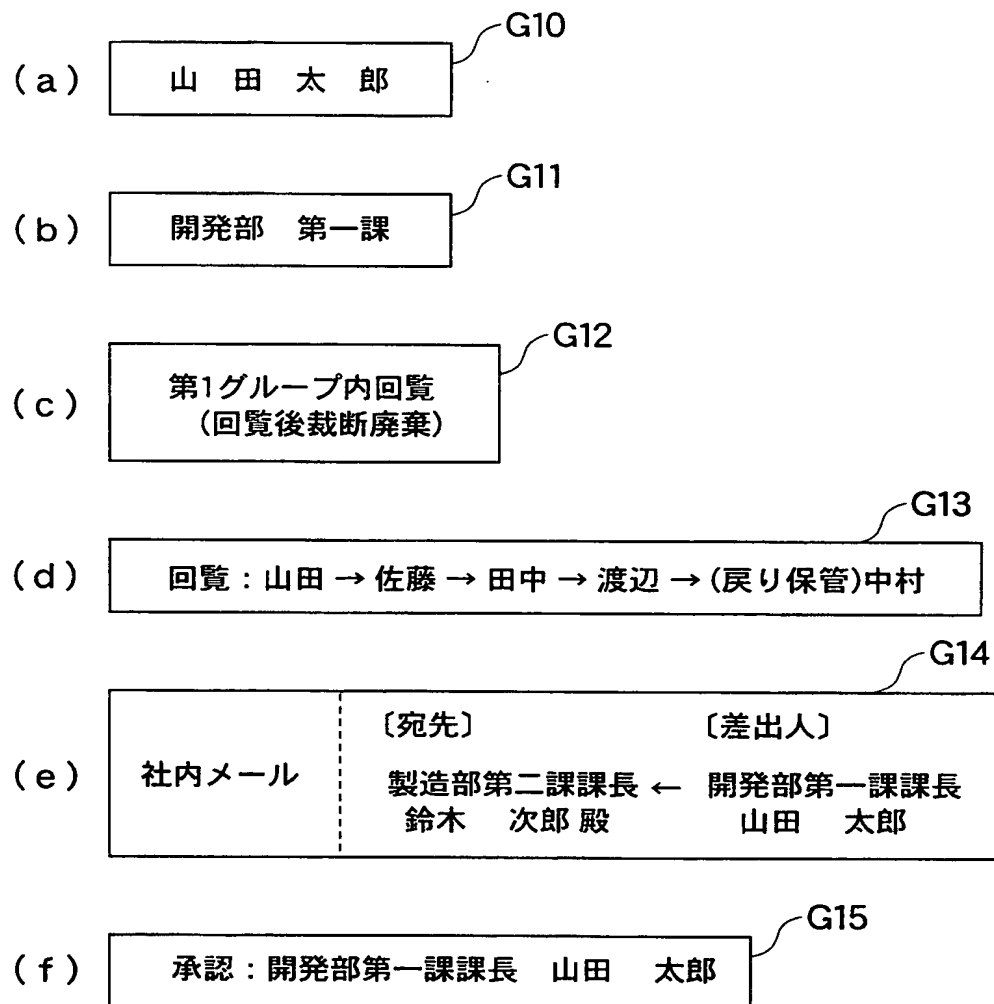 G10
(a) 山 田 太 郎
G11
(b) 開発部 第一課
G12
(c) 第1グループ内回覧
(回覧後裁断廃棄)
G13
(d) 回覧：山田 → 佐藤 → 田中 → 渡辺 → (戻り保管)中村
G14
〔宛先〕 〔差出人〕
(e) 社内メール 製造部第二課課長 ← 開発部第一課課長
鈴木 次郎 殿 山田 太郎
G15
(f) 承認：開発部第一課課長 山田 太郎